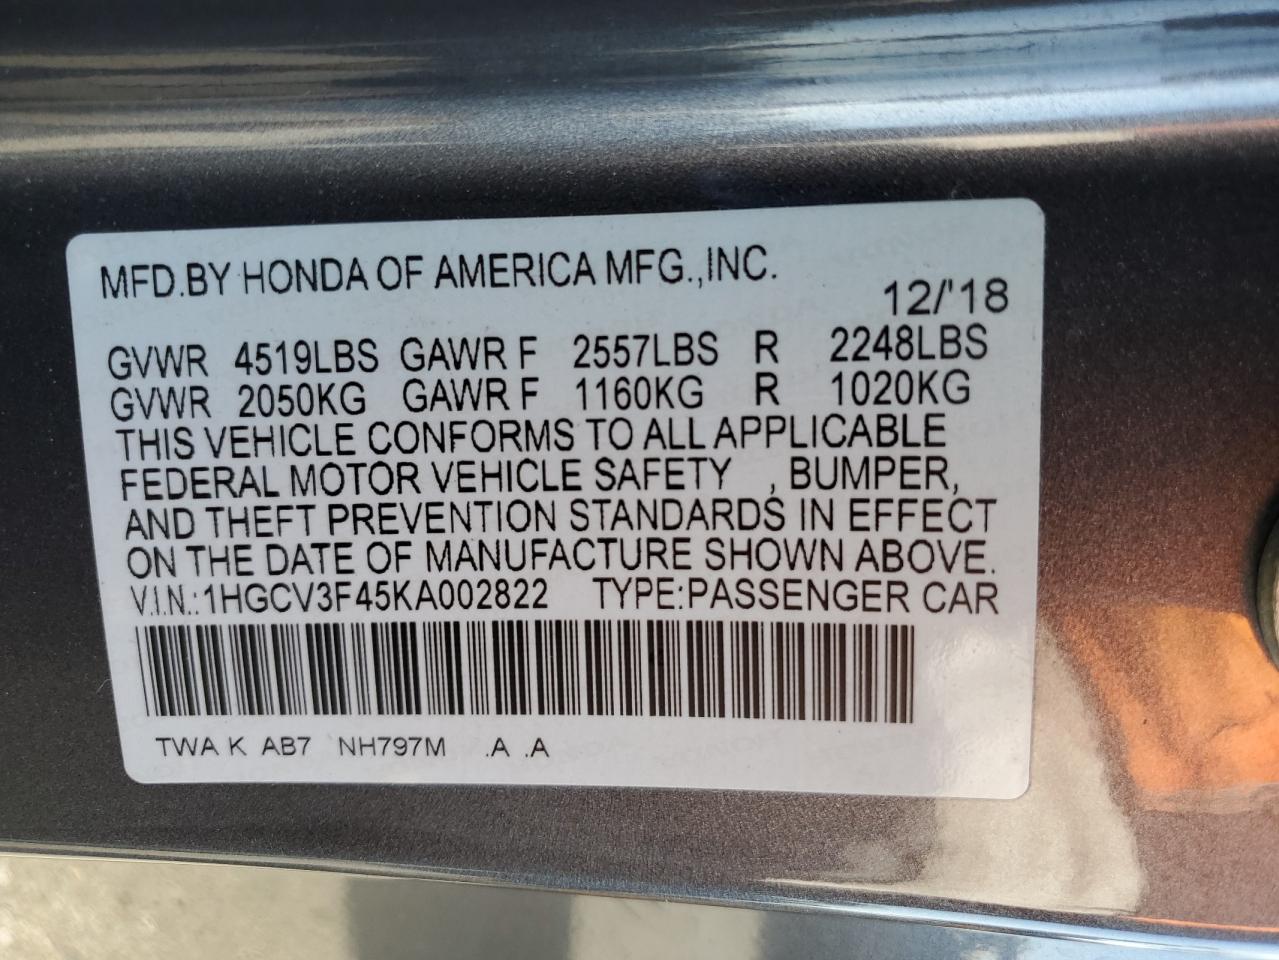 MFD.BY HONDA OF AMERICA MFG.,INC.
12/'18
GVWR 4519LBS GAWR F 2557LBS R 2248LBS
GVWR 2050KG GAWR F 1160KG R 1020KG
THIS VEHICLE CONFORMS TO ALL APPLICABLE
FEDERAL MOTOR VEHICLE SAFETY , BUMPER,
AND THEFT PREVENTION STANDARDS IN EFFECT
ON THE DATE OF MANUFACTURE SHOWN ABOVE.
V.I.N.:1HGCV3F45KA002822 TYPE:PASSENGER CAR
TWA K AB7 NH797M .A .A